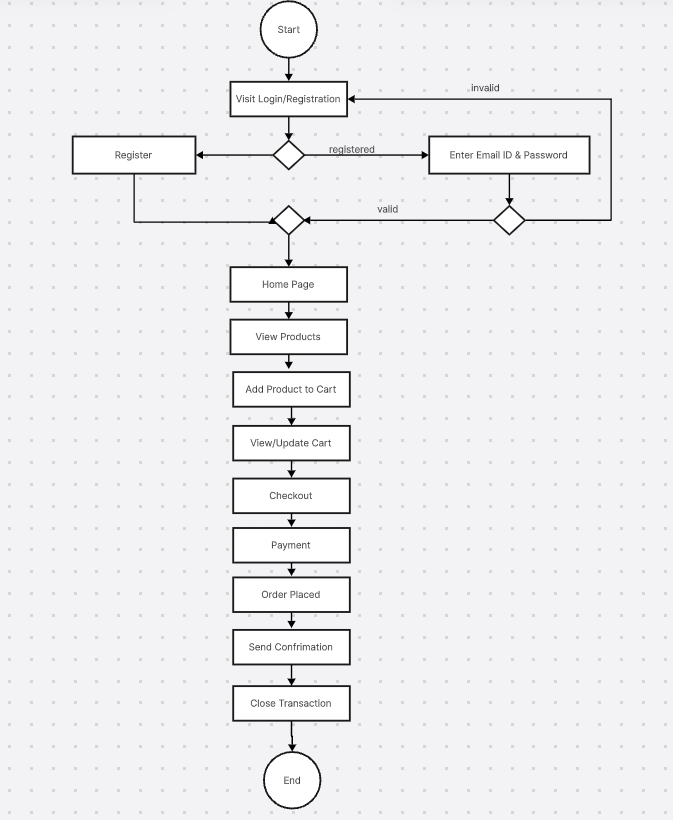 Start
invalid
Visit Login/Registration
Register
registered
Enter Email ID & Password
valid
Home Page
View Products
Add Product to Cart
View/Update Cart
Checkout
Payment
Order Placed
Send Confrimation
Close Transaction
End